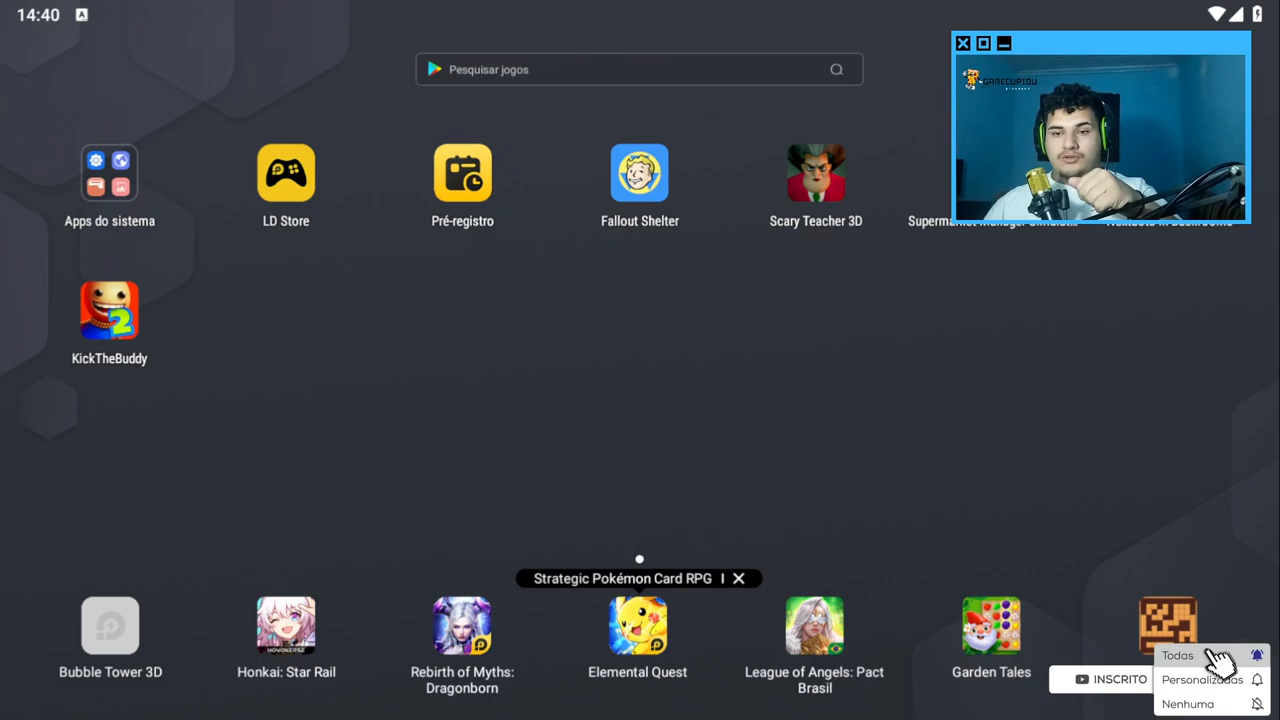 14:40
Pesquisar jogos
GAMECUPIDU
Apps do sistema
LD Store
Pré-registro
Fallout Shelter
Scary Teacher 3D
2
KickTheBuddy
Strategic Pokémon Card RPG
Bubble Tower 3D
Honkai: Star Rail
Rebirth of Myths:
Dragonborn
Elemental Quest
League of Angels: Pact
Brasil
Garden Tales
INSCRITO
Todas
Personalizadas
Nenhuma